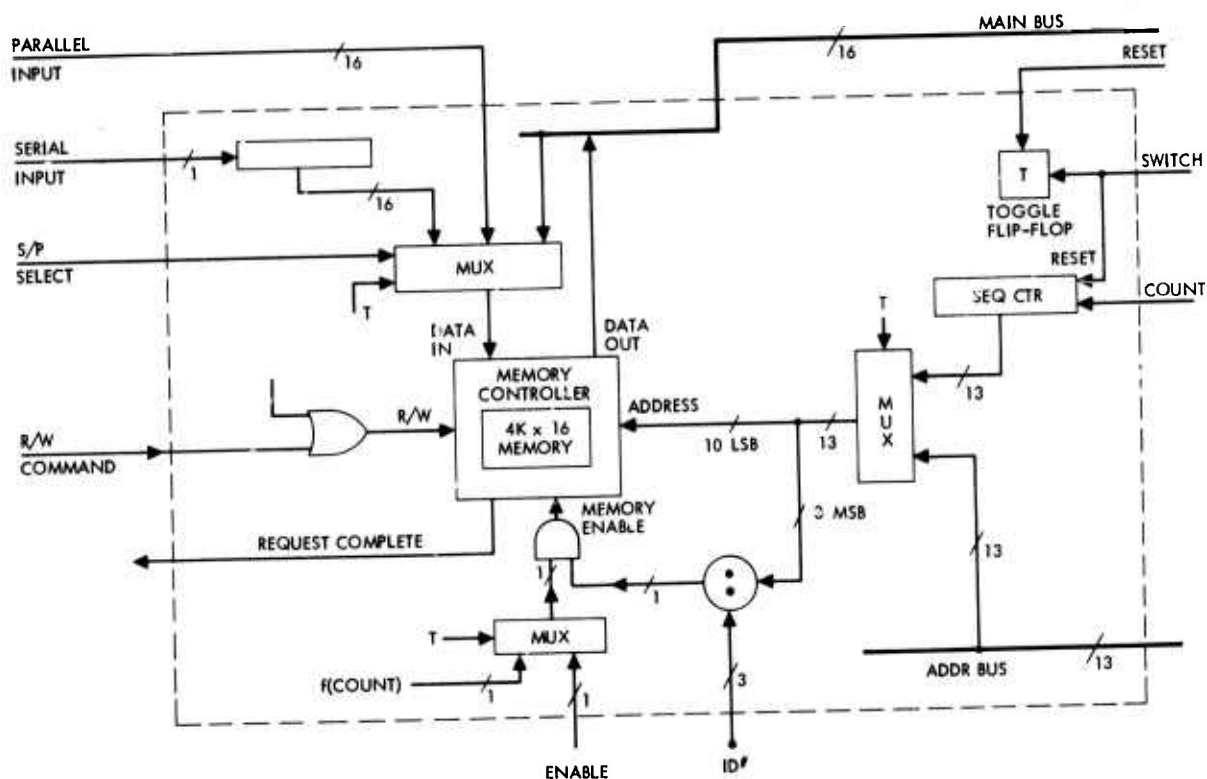 MAIN BUS
PARALLEL
INPUT
16
16
RESET
SERIAL
INPUT
1
16
T
SWITCH
TOGGLE
FLIP-FLOP
S/P
SELECT
MUX
T
RESET
SEQ CTR
COUNT
T
DATA
IN
DATA
OUT
MEMORY
CONTROLLER
4K x 16
MEMORY
ADDRESS
10 LSB
13
MUX
13
R/W
R/W
COMMAND
MEMORY
ENABLE
MSB
REQUEST COMPLETE
1
1
13
T
MUX
f(COUNT)
1
1
3
ADDR BUS
13
ENABLE
ID#